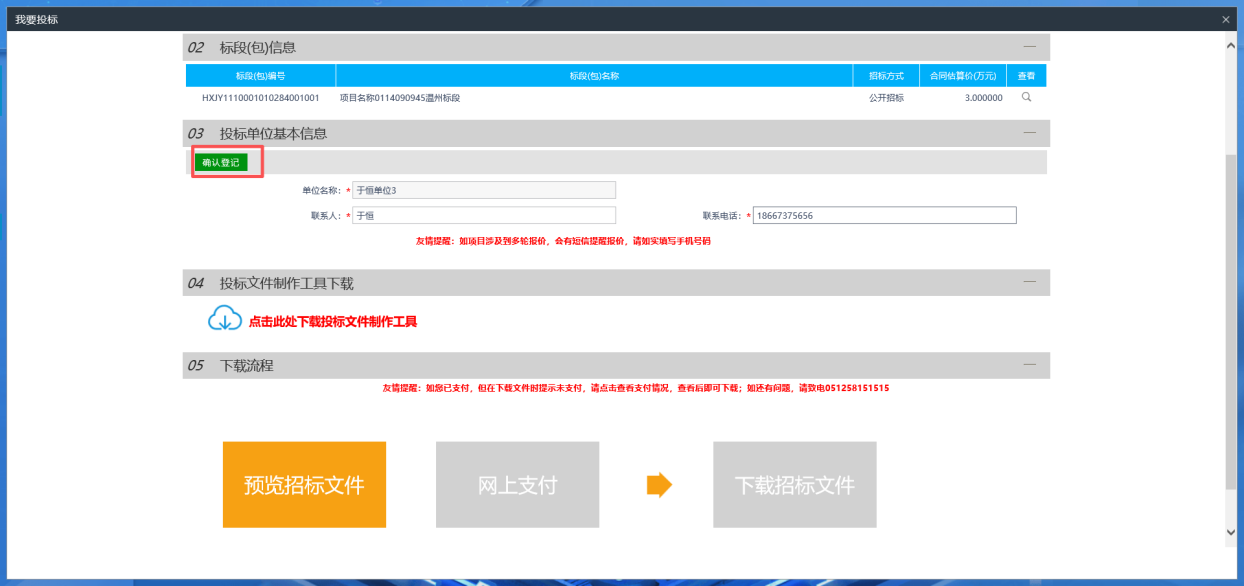 我要投标
02 标段(包)信息
标段(包)编号 标段(包)名称 招标方式 合同估算价(万元) 查看
HXJY1110001010284001001 项目名称0114090945温州标段 公开招标 3.000000
03 投标单位基本信息
确认登记
单位名称：* 于恒单位3
联系人：* 于恒 联系电话：* 18667375656
友情提醒：如项目涉及到多轮报价，会有短信提醒报价，请如实填写手机号码
04 投标文件制作工具下载
点击此处下载投标文件制作工具
05 下载流程
友情提醒：如您已支付，但在下载文件时提示未支付，请点击查看支付情况，查看后即可下载；如还有问题，请致电051258151515
预览招标文件 网上支付 下载招标文件